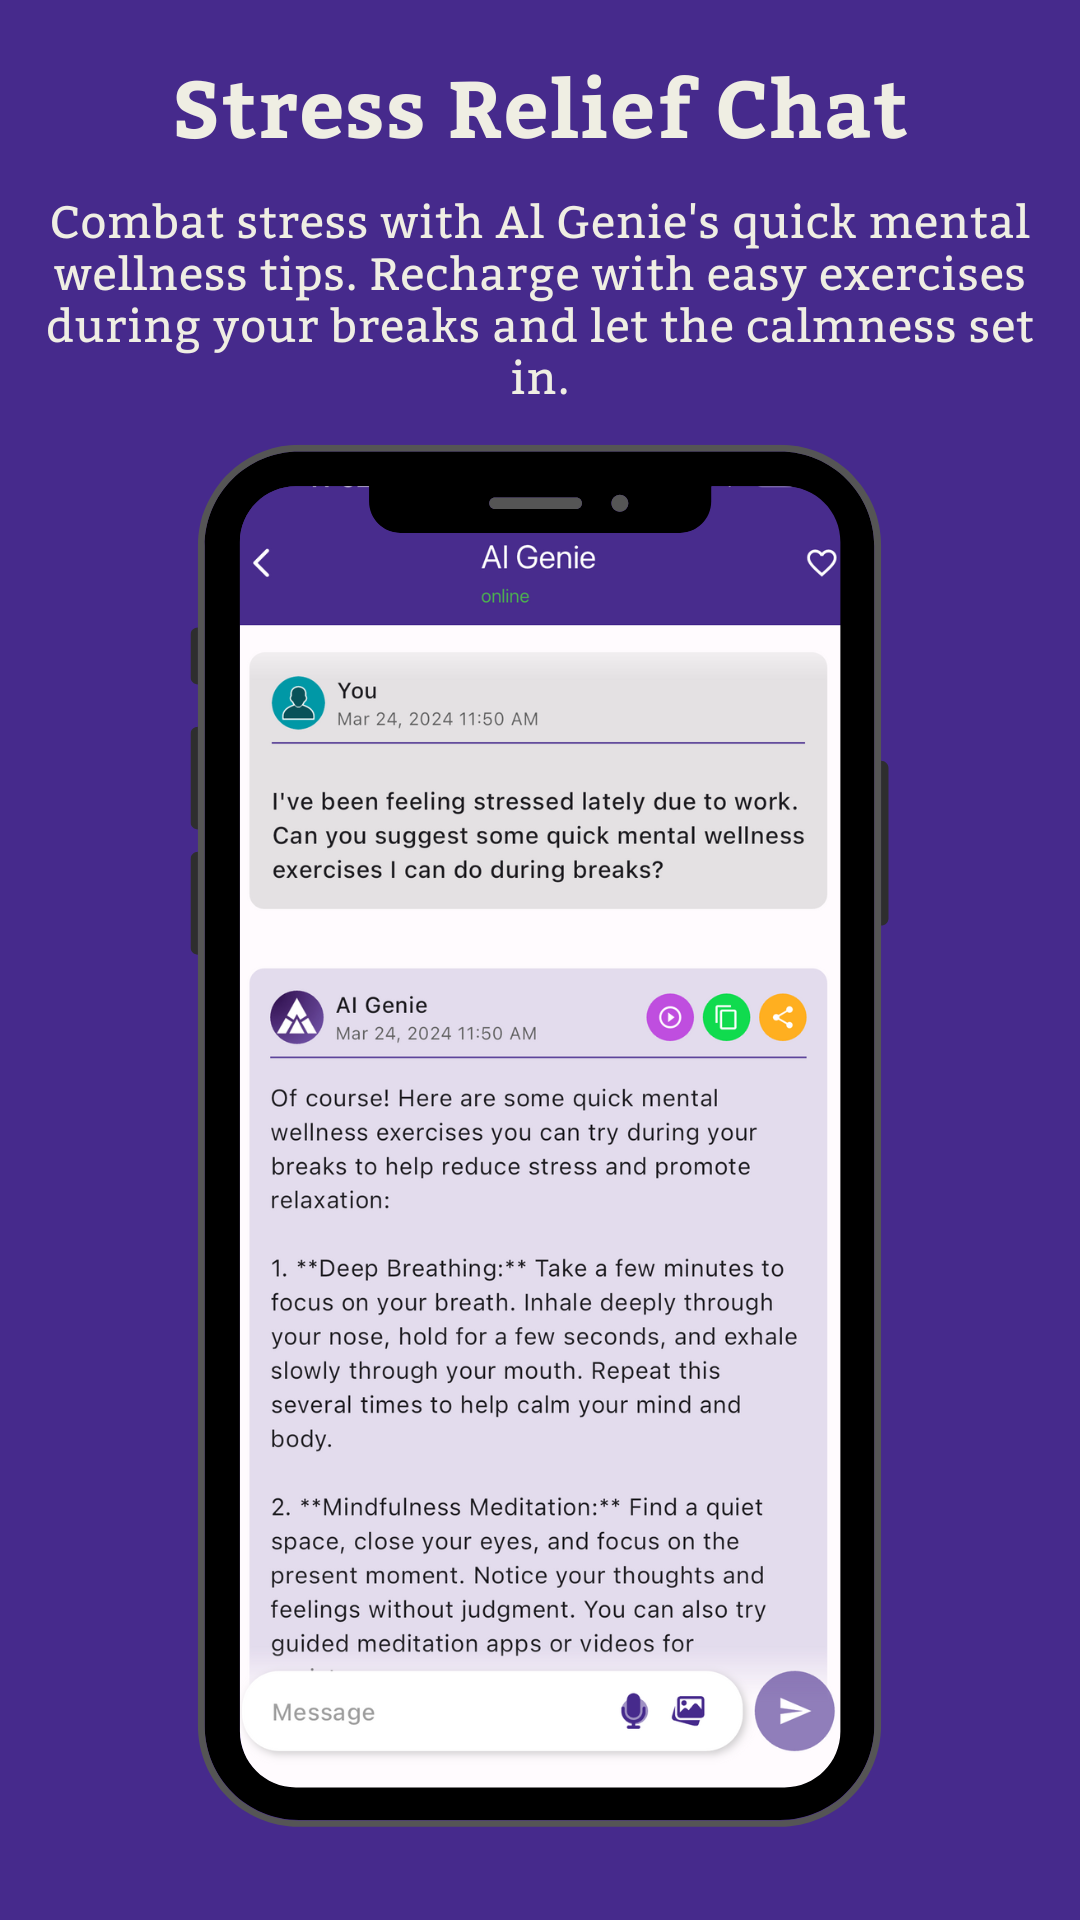 Stress Relief Chat
Combat stress with Al Genie's quick mental
wellness tips. Recharge with easy exercises
during your breaks and let the calmness set
in.
AI Genie
online
You
Mar 24, 2024 11:50 AM
I've been feeling stressed lately due to work.
Can you suggest some quick mental wellness
exercises I can do during breaks?
AI Genie
Mar 24, 2024 11:50 AM
Of course! Here are some quick mental
wellness exercises you can try during your
breaks to help reduce stress and promote
relaxation:
1. **Deep Breathing:** Take a few minutes to
focus on your breath. Inhale deeply through
your nose, hold for a few seconds, and exhale
slowly through your mouth. Repeat this
several times to help calm your mind and
body.
2. **Mindfulness Meditation:** Find a quiet
space, close your eyes, and focus on the
present moment. Notice your thoughts and
feelings without judgment. You can also try
guided meditation apps or videos for
Message